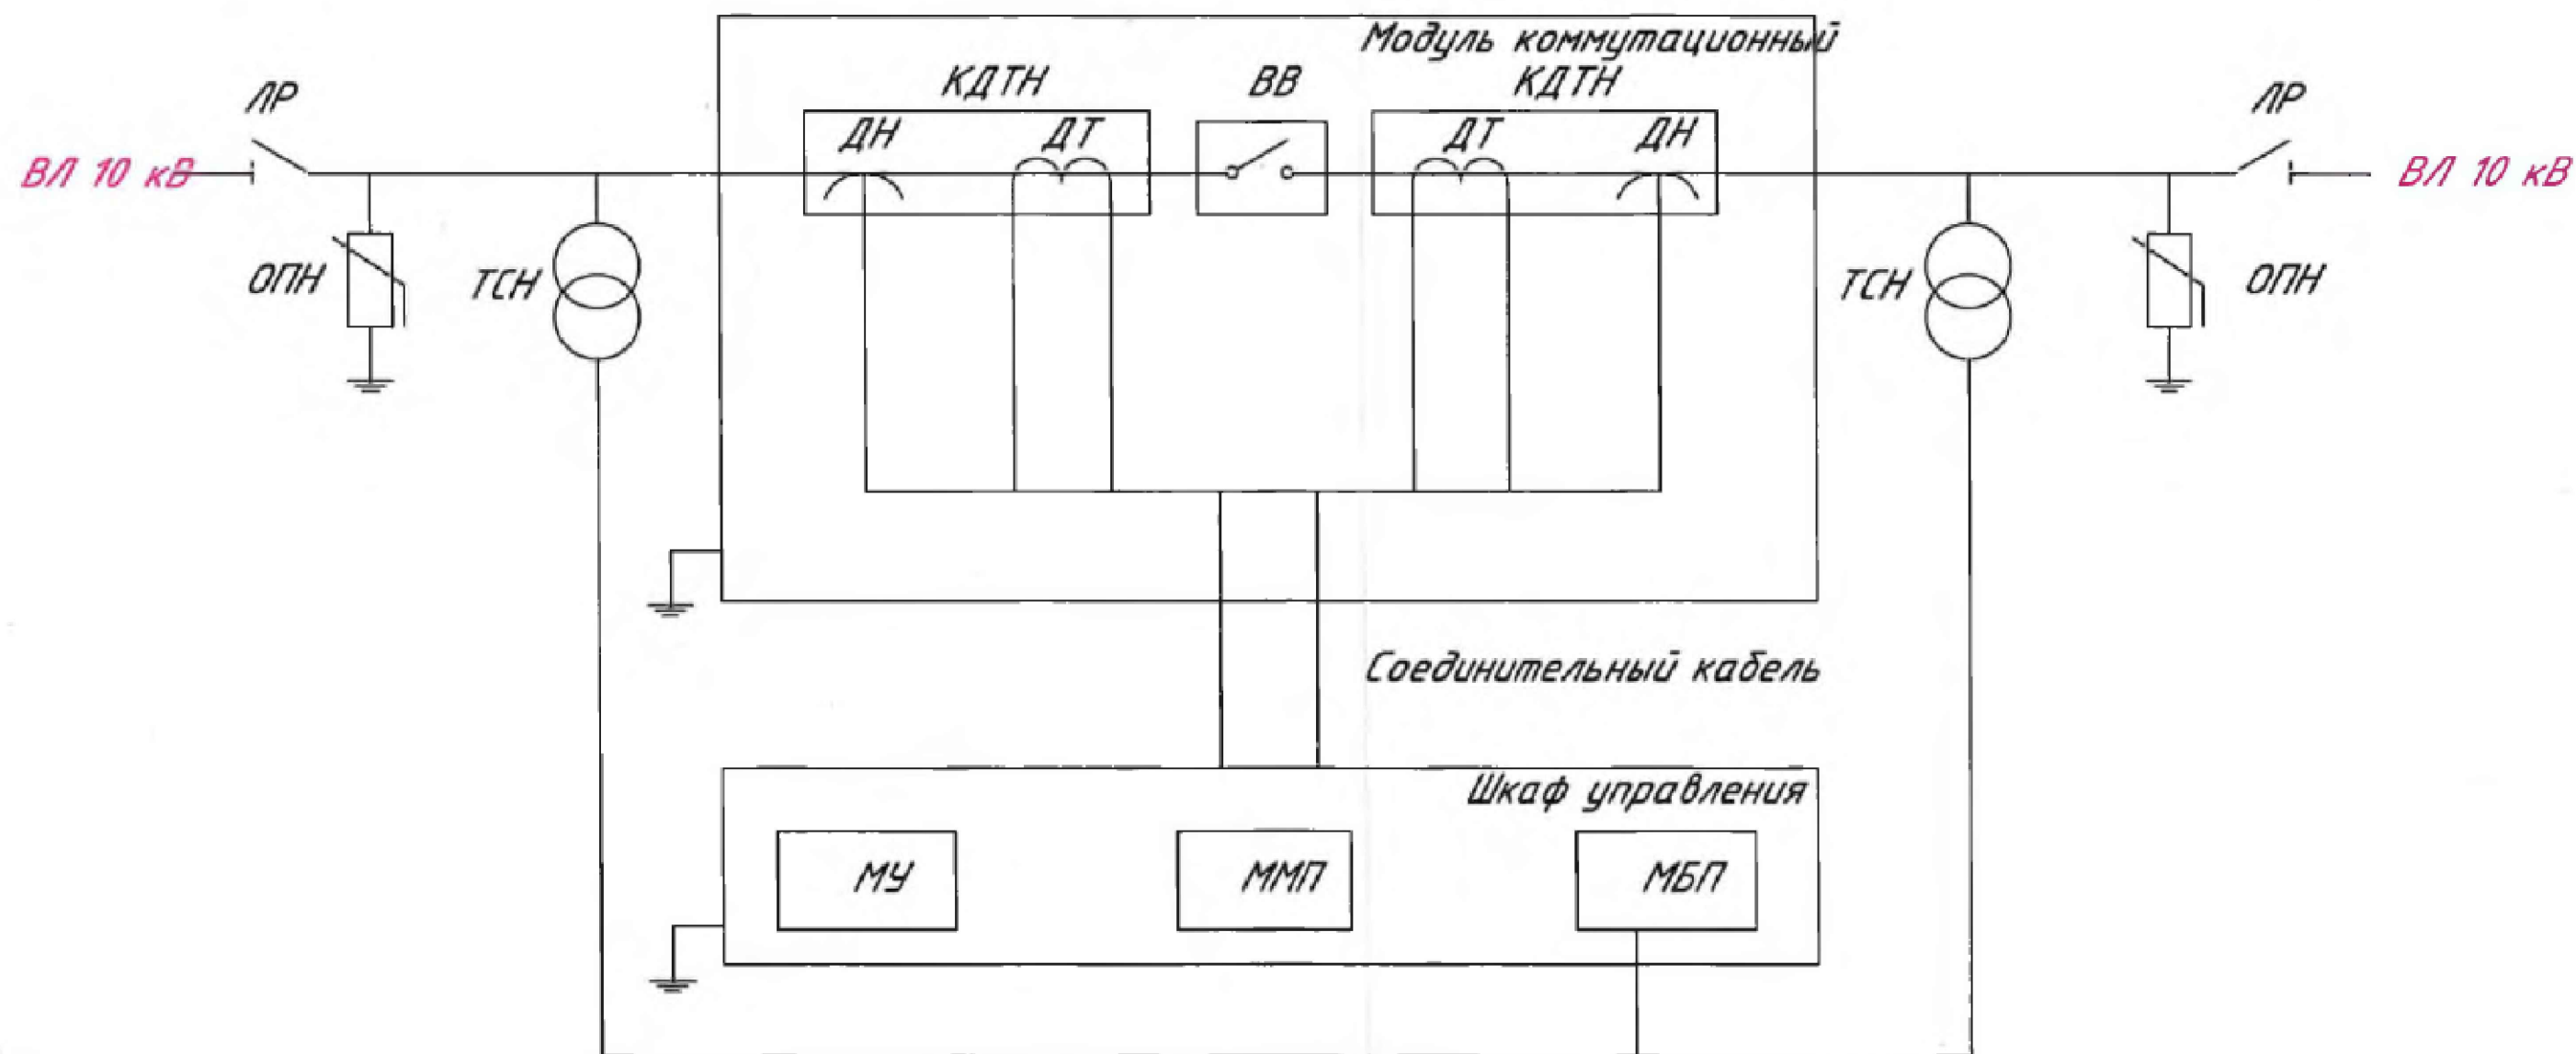 Модуль коммутационный
КДТН
ВВ
КДТН
ЛР
ЛР
ДН
ДТ
ДТ
ДН
ВЛ 10 кВ
ВЛ 10 кВ
ОПН
ТСН
ТСН
ОПН
Соединительный кабель
Шкаф управления
МУ
ММП
МБП